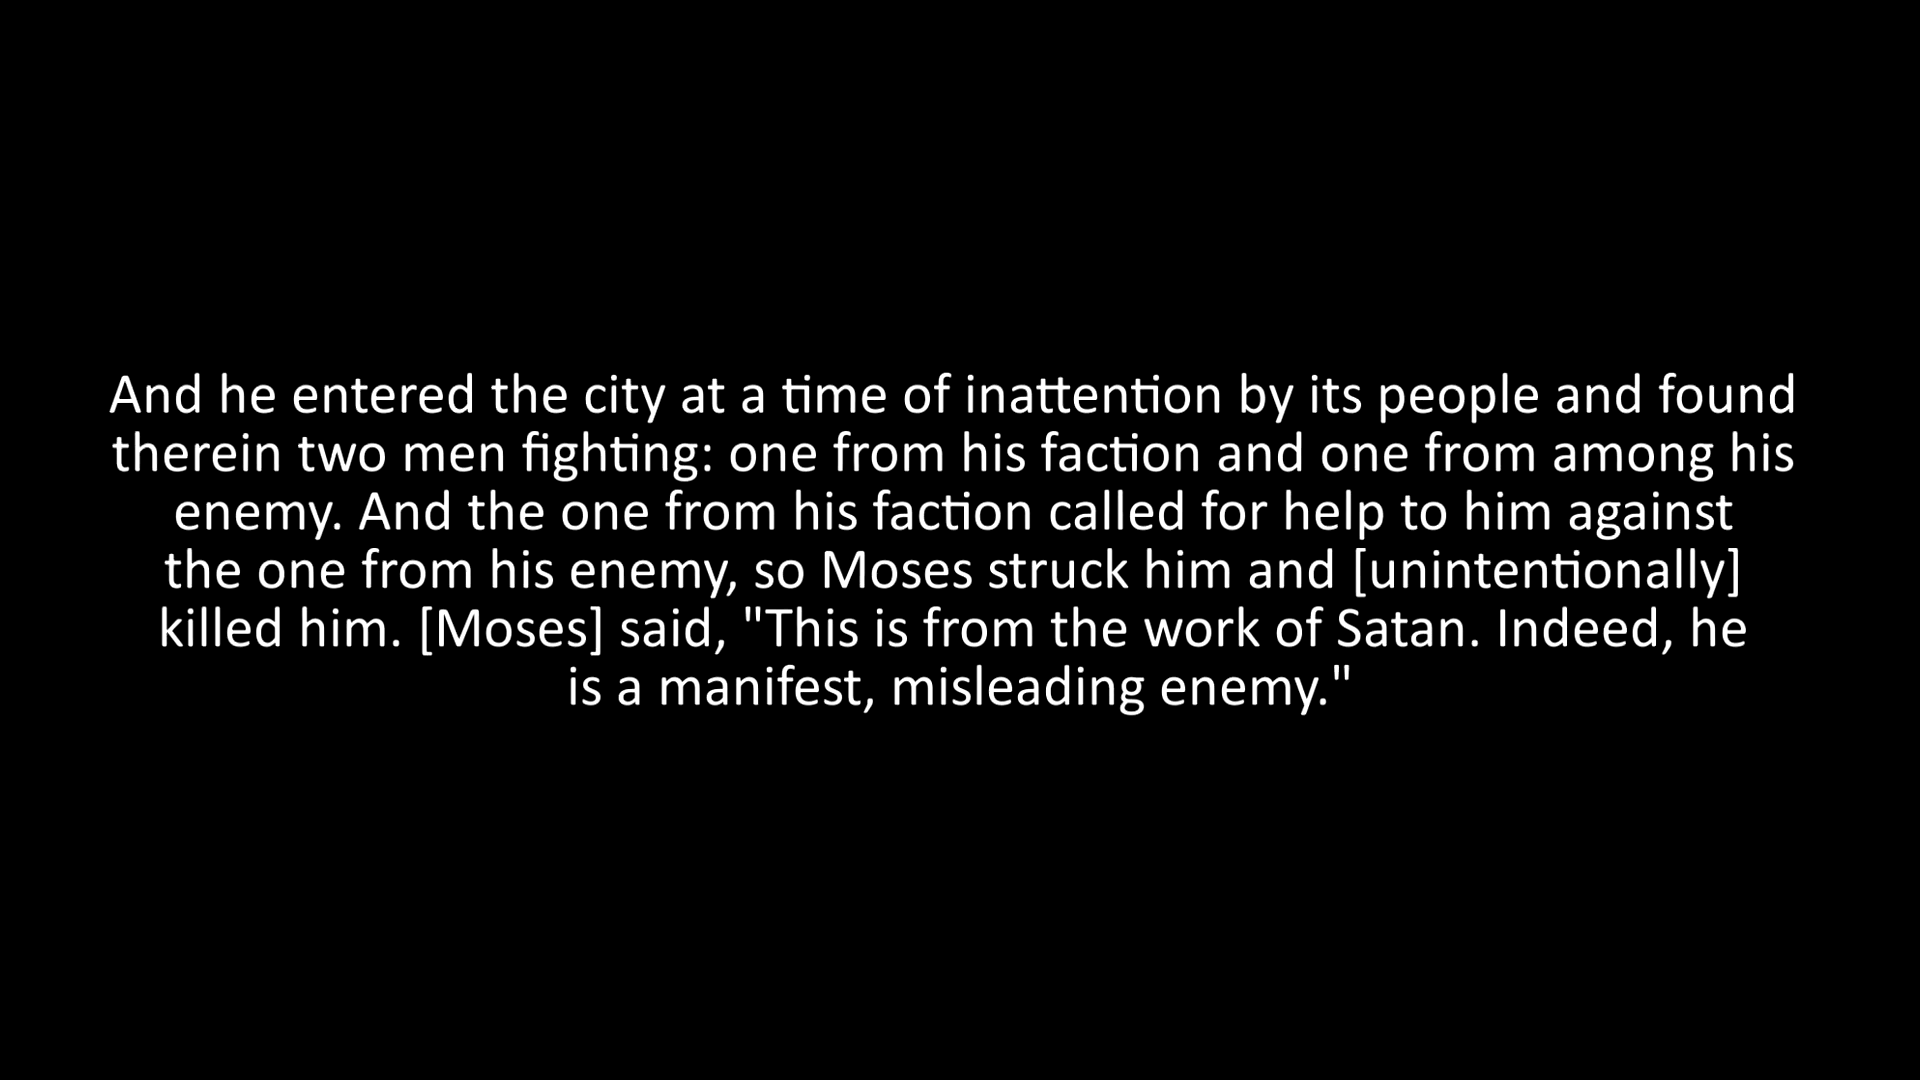 And he entered the city at a time of inattention by its people and found
therein two men fighting: one from his faction and one from among his
enemy. And the one from his faction called for help to him against
the one from his enemy, so Moses struck him and [unintentionally]
killed him. [Moses] said, "This is from the work of Satan. Indeed, he
is a manifest, misleading enemy."